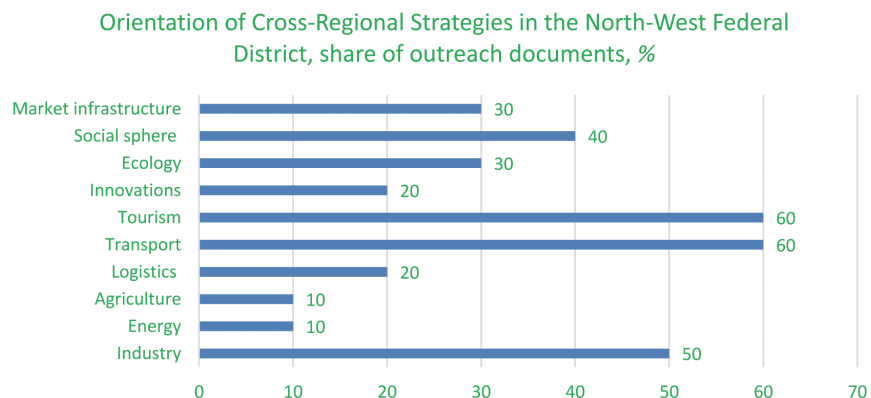 Orientation of Cross-Regional Strategies in the North-West Federal
District, share of outreach documents, %
Market infrastructure 30
Social sphere 40
Ecology 30
Innovations 20
Tourism 60
Transport 60
Logistics 20
Agriculture 10
Energy 10
Industry 50
0 10 20 30 40 50 60 70